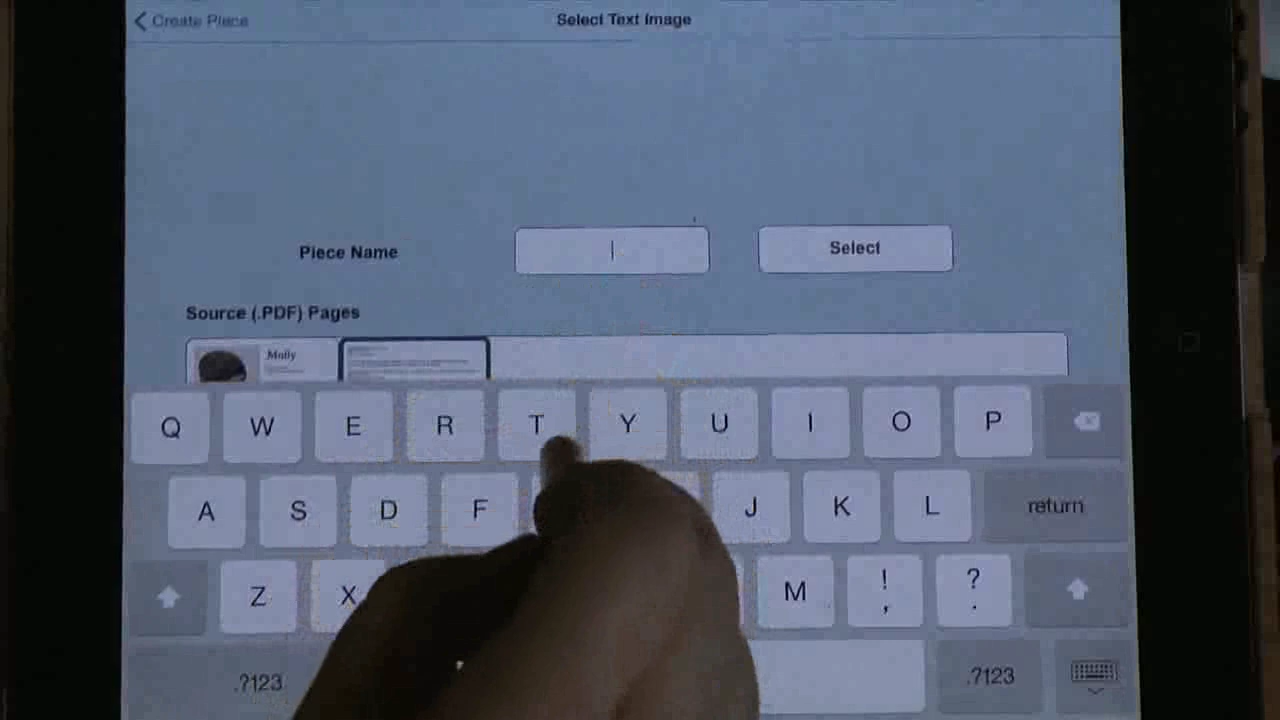 Create Piece
Select Text Image
Piece Name
Select
Source (.PDF) Pages
Molly
Q W E R T Y U I O P
A S D F J K L return
Z X M ! , ? .
.?123 .?123